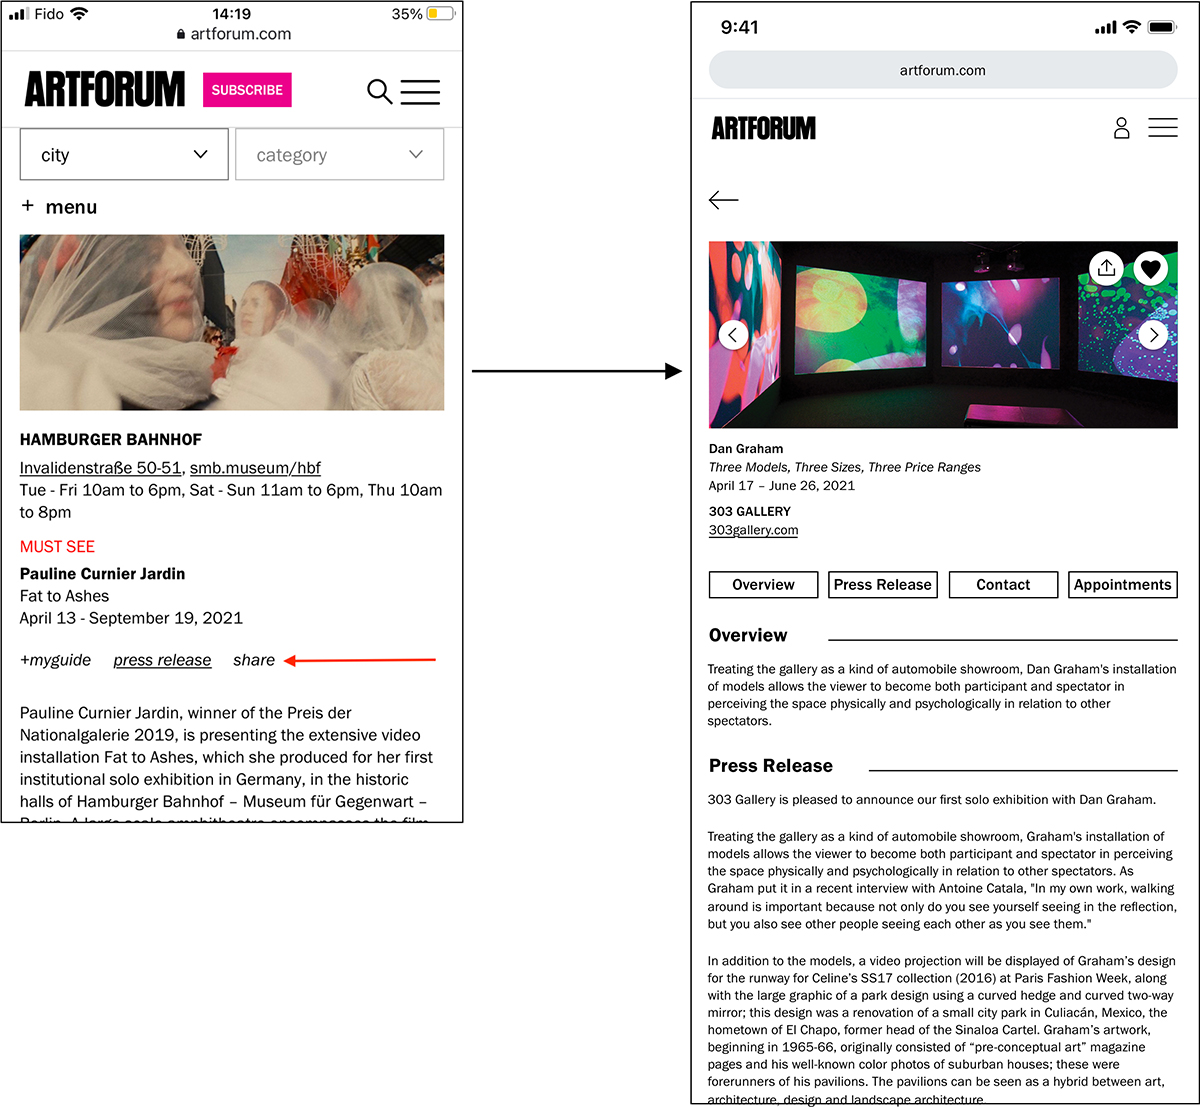 Fido
14:19
35%
artforum.com
ARTFORUM
SUBSCRIBE
city
category
+ menu
HAMBURGER BAHNHOF
Invalidenstraße 50-51, smb.museum/hbf
Tue - Fri 10am to 6pm, Sat - Sun 11am to 6pm, Thu 10am
to 8pm
MUST SEE
Pauline Curnier Jardin
Fat to Ashes
April 13 - September 19, 2021
+myguide press release share
Pauline Curnier Jardin, winner of the Preis der
Nationalgalerie 2019, is presenting the extensive video
installation Fat to Ashes, which she produced for her first
institutional solo exhibition in Germany, in the historic
halls of Hamburger Bahnhof – Museum für Gegenwart –
Berlin. A large scale amphitheatre encompasses the film
9:41
artforum.com
ARTFORUM
Dan Graham
Three Models, Three Sizes, Three Price Ranges
April 17 – June 26, 2021
303 GALLERY
303gallery.com
Overview
Press Release
Contact
Appointments
Overview
Treating the gallery as a kind of automobile showroom, Dan Graham's installation
of models allows the viewer to become both participant and spectator in
perceiving the space physically and psychologically in relation to other
spectators.
Press Release
303 Gallery is pleased to announce our first solo exhibition with Dan Graham.
Treating the gallery as a kind of automobile showroom, Graham's installation of
models allows the viewer to become both participant and spectator in perceiving
the space physically and psychologically in relation to other spectators. As
Graham put it in a recent interview with Antoine Catala, "In my own work, walking
around is important because not only do you see yourself seeing in the reflection,
but you also see other people seeing each other as you see them."
In addition to the models, a video projection will be displayed of Graham's design
for the runway for Celine's SS17 collection (2016) at Paris Fashion Week, along
with the large graphic of a park design using a curved hedge and curved two-way
mirror; this design was a renovation of a small city park in Culiacán, Mexico, the
hometown of El Chapo, former head of the Sinaloa Cartel. Graham's artwork,
beginning in 1965-66, originally consisted of “pre-conceptual art” magazine
pages and his well-known color photos of suburban houses; these were
forerunners of his pavilions. The pavilions can be seen as a hybrid between art,
architecture, design and landscape architecture.